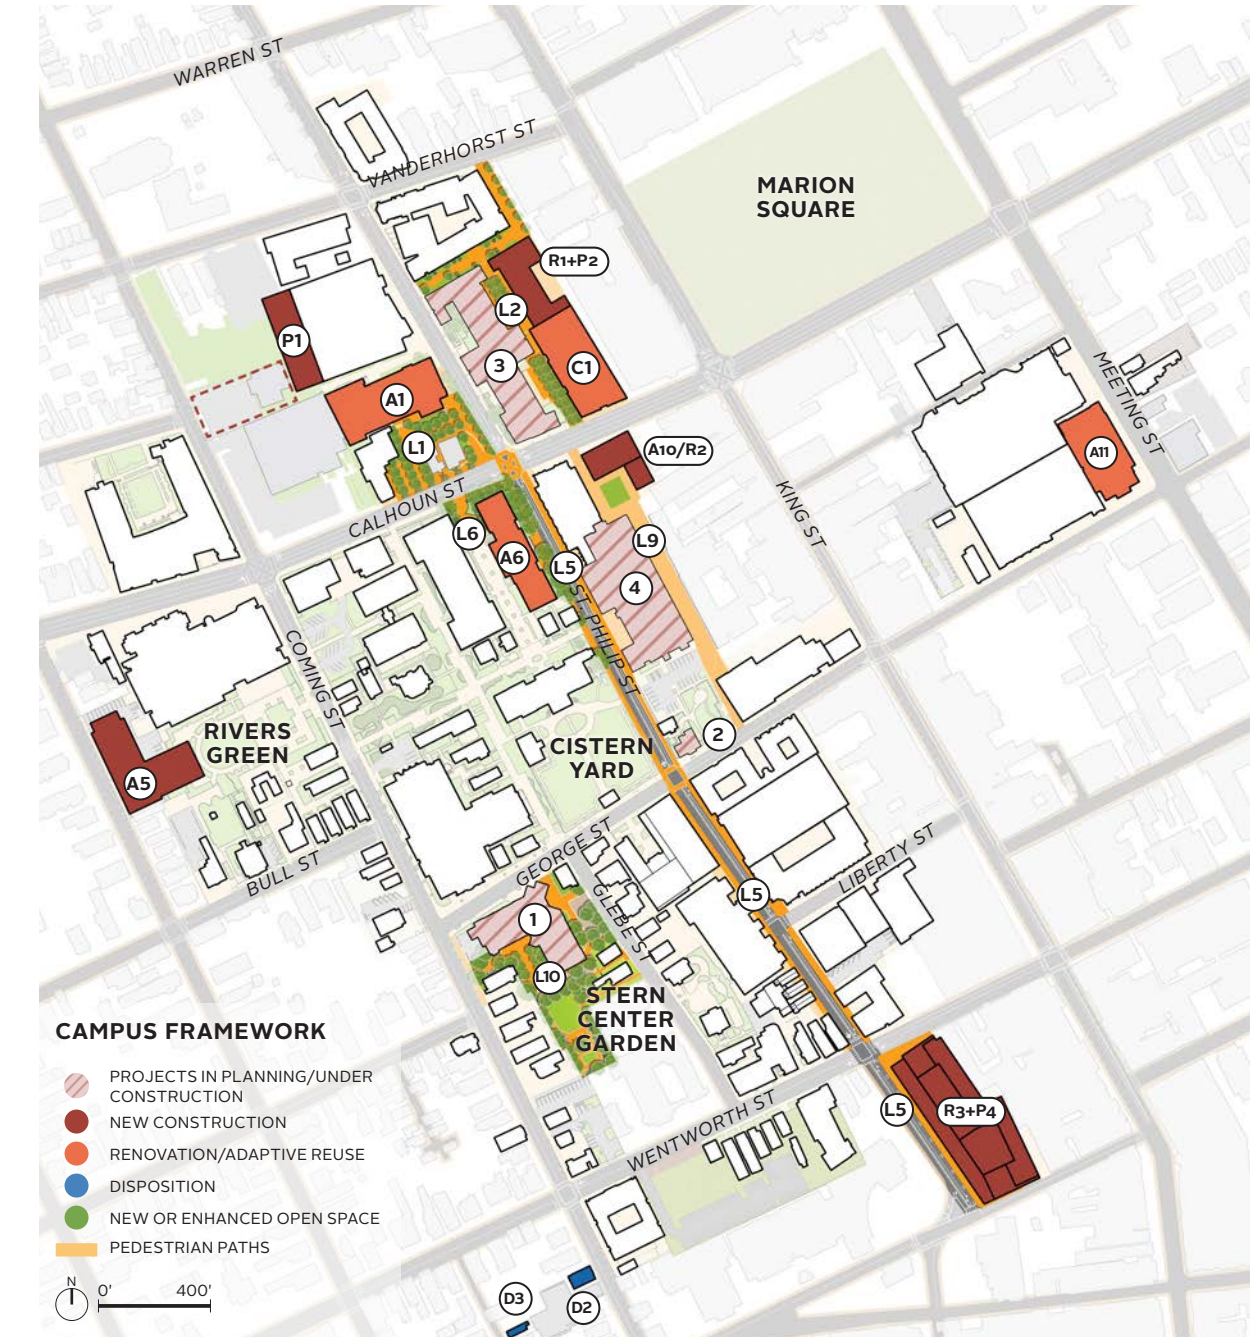 WARREN ST
VANDERHORST ST
MARION
SQUARE
R1+P2
L2
P1
3
C1
MEETING ST
A1
L1
A10/R2
A11
CALHOUN ST
KING ST
L6
L9
A6
L5
4
ST. PHILIP ST
COMING ST
RIVERS
GREEN
2
CISTERN
YARD
A5
GEORGE ST
LIBERTY ST
BULL ST
GLEBE ST
L5
1
L10
STERN
CENTER
GARDEN
CAMPUS FRAMEWORK
PROJECTS IN PLANNING/UNDER
CONSTRUCTION
NEW CONSTRUCTION
RENOVATION/ADAPTIVE REUSE
DISPOSITION
NEW OR ENHANCED OPEN SPACE
PEDESTRIAN PATHS
N
0'
400'
L5
R3+P4
WENTWORTH ST
D3
D2